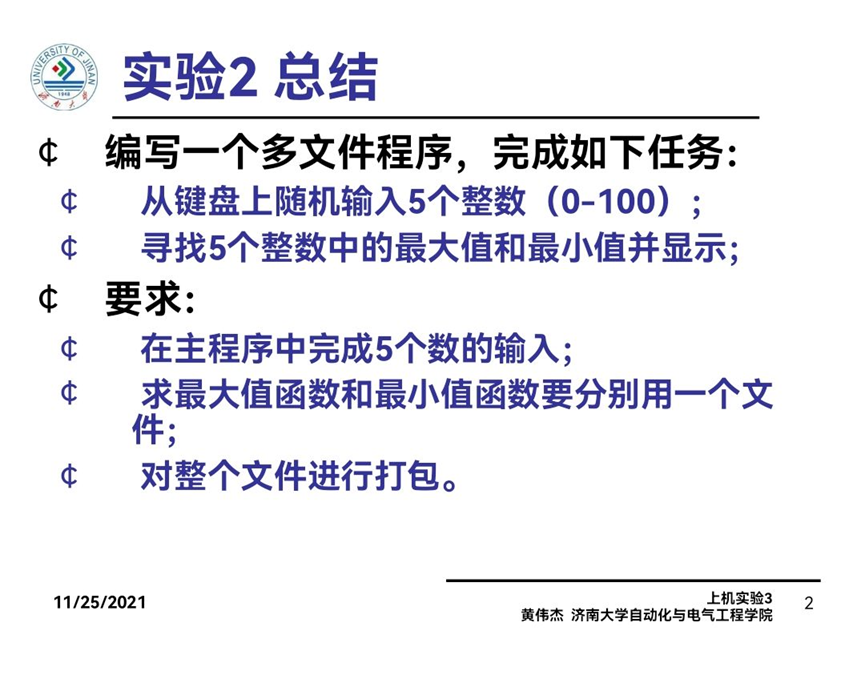 UNIVERSITY OF JINAN
1948
济南大学
实验2 总结
¢ 编写一个多文件程序，完成如下任务：
¢ 从键盘上随机输入5个整数（0-100）；
¢ 寻找5个整数中的最大值和最小值并显示；
¢ 要求：
¢ 在主程序中完成5个数的输入；
¢ 求最大值函数和最小值函数要分别用一个文
件；
¢ 对整个文件进行打包。
11/25/2021
上机实验3
黄伟杰 济南大学自动化与电气工程学院
2